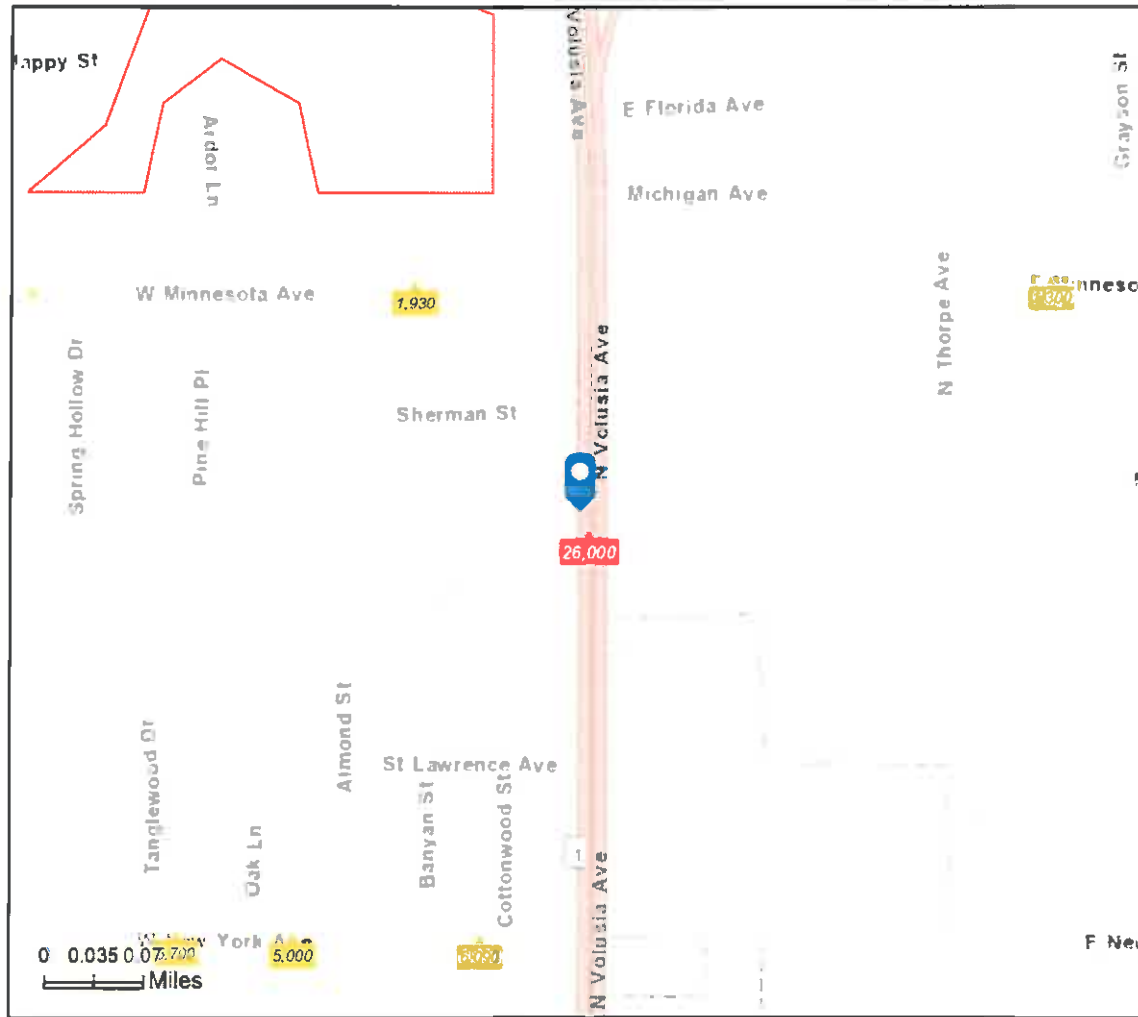 Volusia Ave
E Florida Ave
Grayson St
Ardor Ln
Michigan Ave
W Minnesota Ave
1,930
N Thorpe Ave
N Volusia Ave
Spring Hollow Dr
Pine Hill Pl
Sherman St
26,000
Tanglewood Dr
Oak Ln
Almond St
St Lawrence Ave
Banyan St
Cottonwood St
1
N Volusia Ave
5,000
0 0.035
Miles